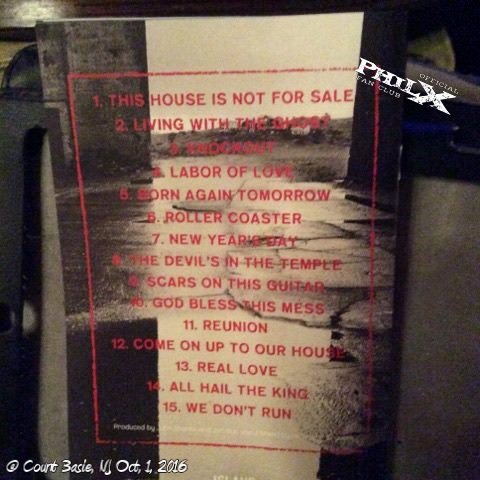 PHIL X
OFFICIAL
FAN CLUB
1. THIS HOUSE IS NOT FOR SALE
2. LIVING WITH THE GHOST
3. KNOCKOUT
4. LABOR OF LOVE
5. BORN AGAIN TOMORROW
6. ROLLER COASTER
7. NEW YEAR'S DAY
8. THE DEVIL'S IN THE TEMPLE
9. SCARS ON THIS GUITAR
10. GOD BLESS THIS MESS
11. REUNION
12. COME ON UP TO OUR HOUSE
13. REAL LOVE
14. ALL HAIL THE KING
15. WE DON'T RUN
Produced by
ISLAND
© Count Basie, NJ Oct, 1, 2016